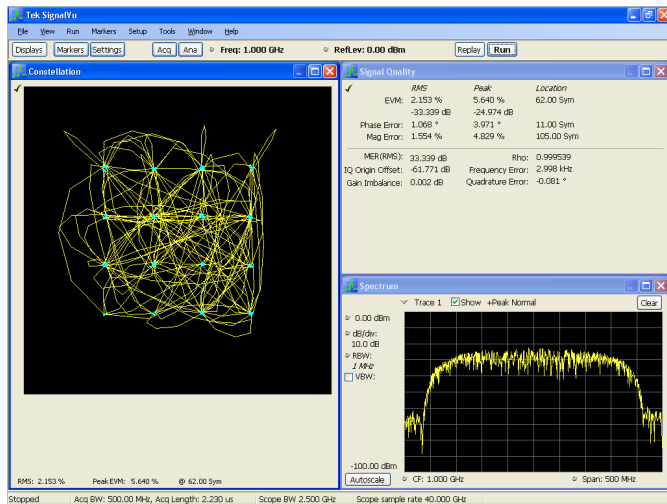 Tek SignalVu
File View Run Markers Setup Tools Window Help
Displays Markers Settings Acq Ana Freq: 1.000 GHz RefLev: 0.00 dBm Replay Run
Constellation
RMS: 2.153 % Peak EVM: 5.640 % @ 62.00 Sym
Signal Quality
RMS Peak Location
EVM: 2.153 % 5.640 % 62.00 Sym
-33.339 dB -24.974 dB
Phase Error: 1.068 ° 3.971 ° 11.00 Sym
Mag Error: 1.554 % 4.829 % 105.00 Sym
MER(RMS): 33.339 dB Rho: 0.999539
IQ Origin Offset: -61.771 dB Frequency Error: 2.998 kHz
Gain Imbalance: 0.002 dB Quadrature Error: -0.081 °
Spectrum
Trace 1 Show +Peak Normal Clear
0.00 dBm
dB/div:
10.0 dB
RBW:
1 MHz
VBW:
-100.00 dBm
Autoscale CF: 1.000 GHz Span: 500 MHz
Stopped Acq BW: 500.00 MHz, Acq Length: 2.230 us Scope BW 2.500 GHz Scope sample rate 40.000 GHz